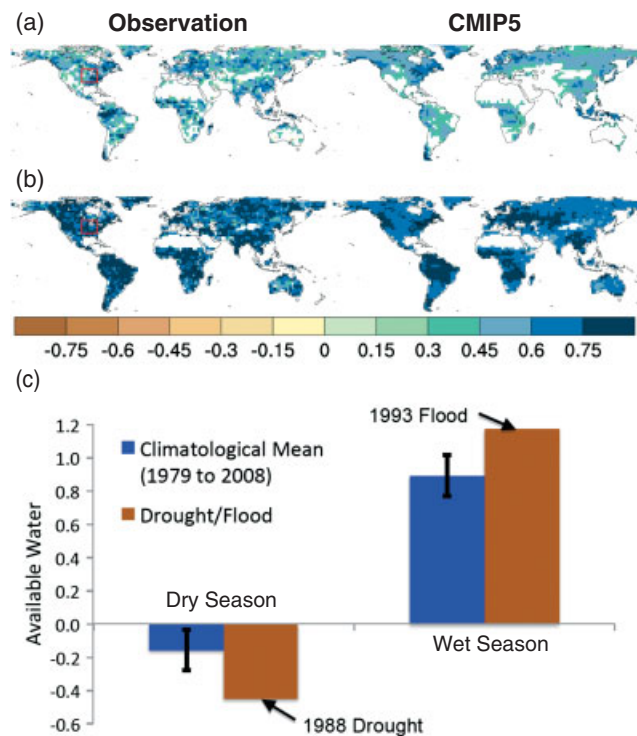 (a) Observation CMIP5
(b)
-0.75 -0.6 -0.45 -0.3 -0.15 0 0.15 0.3 0.45 0.6 0.75
(c)
1.2
1.0
0.8
0.6
0.4
0.2
0.0
-0.2
-0.4
-0.6
Available Water
Climatological Mean
(1979 to 2008)
Drought/Flood
1993 Flood
Dry Season
Wet Season
1988 Drought